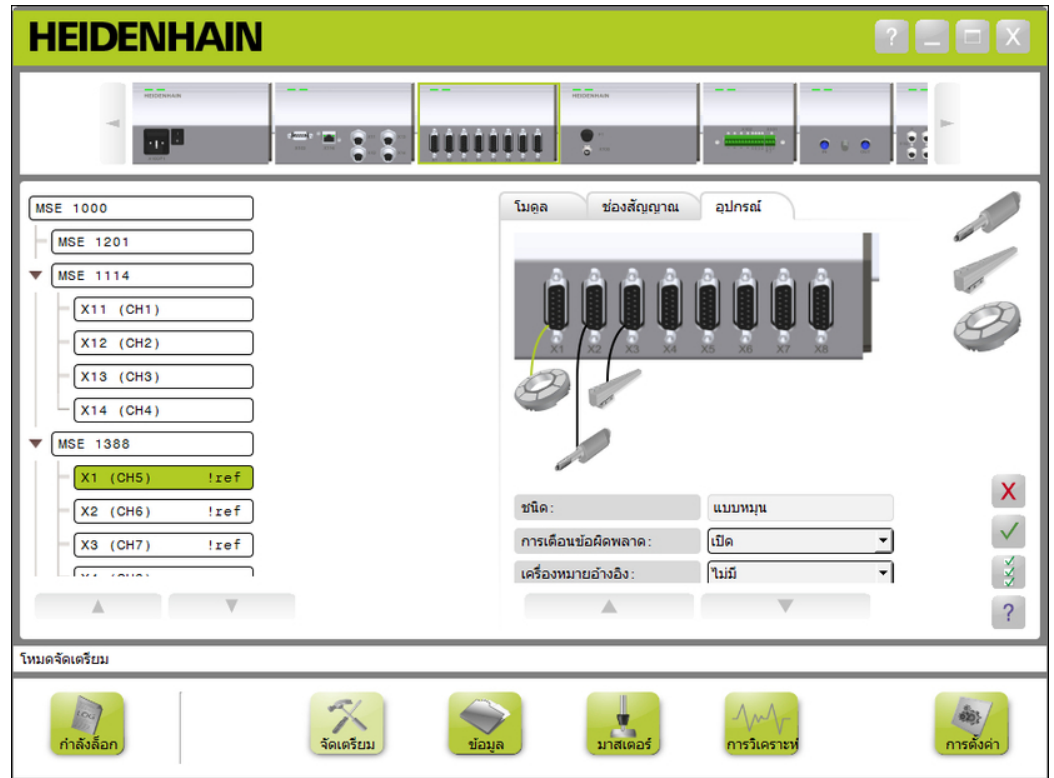 HEIDENHAIN
?
X
HEIDENHAIN
HEIDENHAIN
MSE 1000
MSE 1201
MSE 1114
X11 (CH1)
X12 (CH2)
X13 (CH3)
X14 (CH4)
MSE 1388
X1 (CH5) !ref
X2 (CH6) !ref
X3 (CH7) !ref
โมดูล
ช่องสัญญาณ
อุปกรณ์
X1 X2 X3 X4 X5 X6 X7 X8
ชนิด: แบบหมุน
การเตือนข้อผิดพลาด: เปิด
เครื่องหมายอ้างอิง: ไม่มี
X
?
โหมดจัดเตรียม
LOG
กำลังล็อก
จัดเตรียม
ข้อมูล
มาสเตอร์
การวิเคราะห์
การตั้งค่า